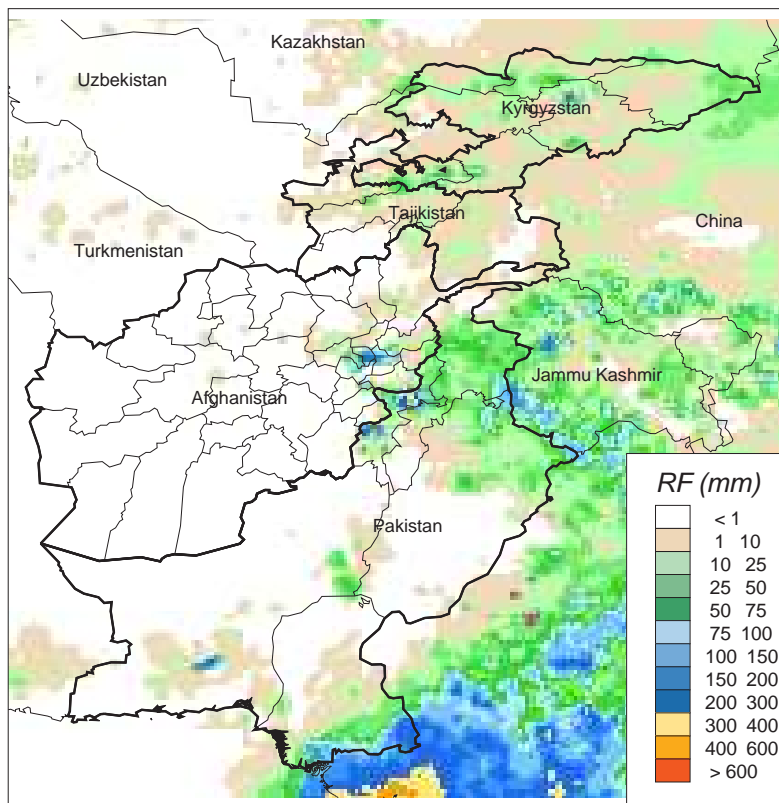 Kazakhstan
Uzbekistan
Kyrgyzstan
Tajikistan
China
Turkmenistan
Jammu Kashmir
Afghanistan
Pakistan
RF (mm)
< 1
1 10
10 25
25 50
50 75
75 100
100 150
150 200
200 300
300 400
400 600
> 600